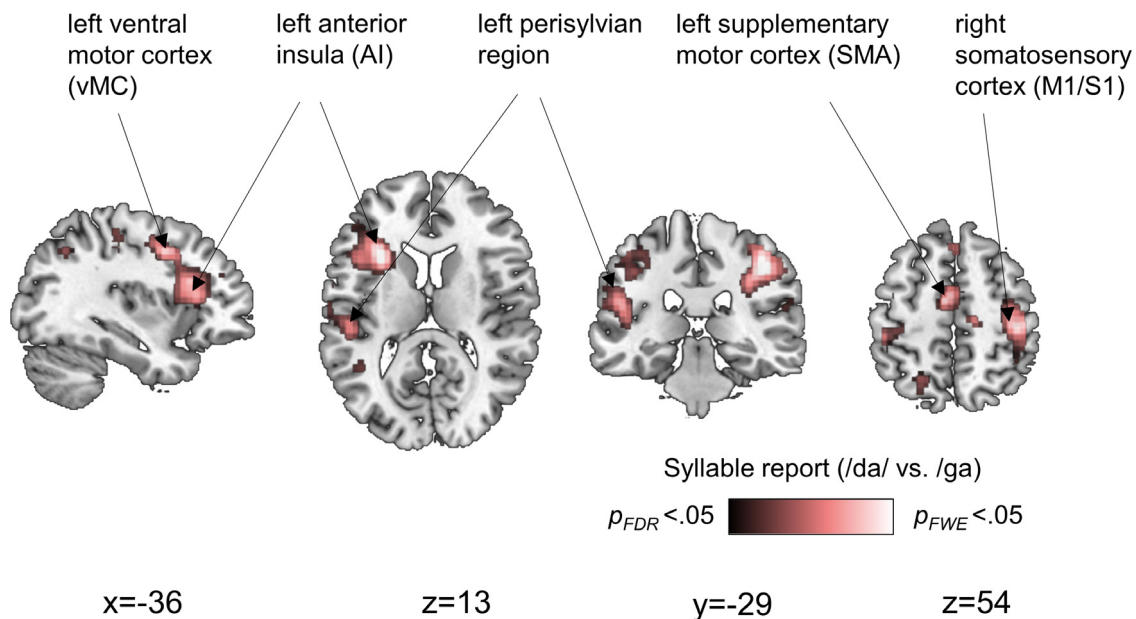 left ventral
motor cortex
(vMC)
left anterior
insula (AI)
left perisylvian
region
left supplementary
motor cortex (SMA)
right
somatosensory
cortex (M1/S1)
Syllable report (/da/ vs. /ga)
pFDR <.05
pFWE <.05
x=-36
z=13
y=-29
z=54